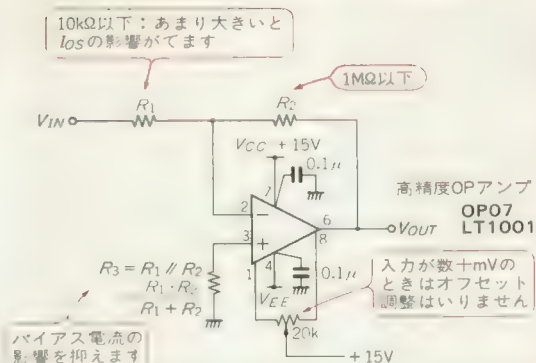 10kΩ以下：あまり大きいと
IOSの影響がでます
1MΩ以下
R1
R2
VIN
VCC +15V
0.1μ
7
高精度OPアンプ
OP07
LT1001
2
−
6
8
VOUT
3
+
4
1
0.1μ
R3=R1∥R2
R1・R2
R1+R2
VEE
入力が数十mVの
ときはオフセット
調整はいりません
20k
バイアス電流の
影響を抑えます
+15V